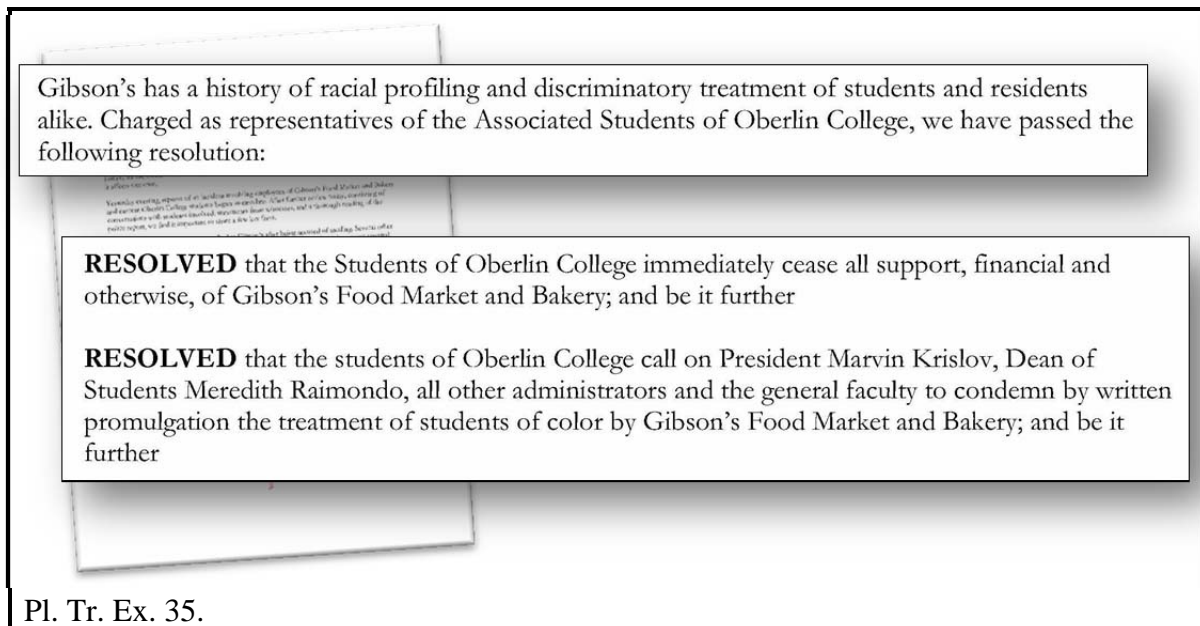 Gibson's has a history of racial profiling and discriminatory treatment of students and residents
alike. Charged as representatives of the Associated Students of Oberlin College, we have passed the
following resolution:
RESOLVED that the Students of Oberlin College immediately cease all support, financial and
otherwise, of Gibson's Food Market and Bakery; and be it further
RESOLVED that the students of Oberlin College call on President Marvin Krislov, Dean of
Students Meredith Raimondo, all other administrators and the general faculty to condemn by written
promulgation the treatment of students of color by Gibson's Food Market and Bakery; and be it
further
Pl. Tr. Ex. 35.